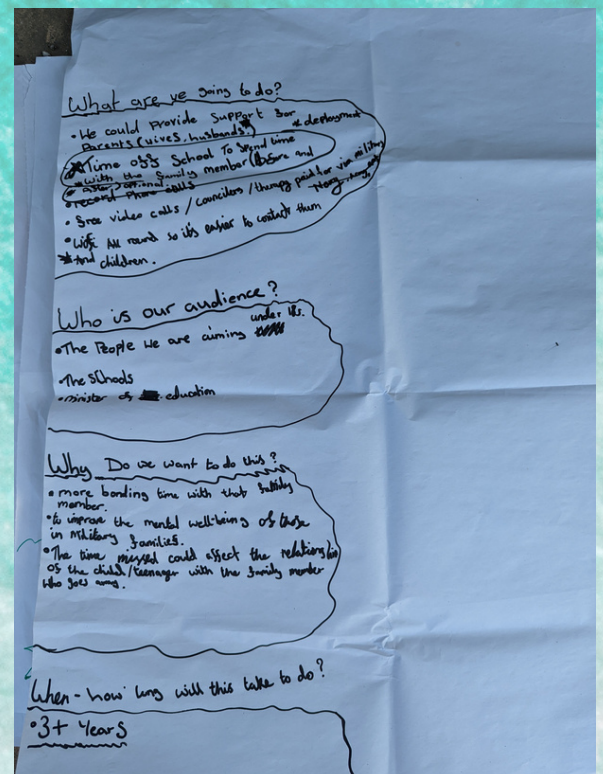 What are we going to do?
• We could provide support for
Parents (wives, husbands*) * deployment
*Time off School To Spend time
with the family member (before and
after) optional
• record phone calls
• free video calls / councilers / therapy paid for via military
• Wifi All round so it's easier to contact them
* And children.
Who is our audience?
• The People we are aiming under 18s.
• The Schools
• minister of education
Why Do we want to do this?
• more bonding time with that family
member.
• to improve the mental well-being of those
in Military families.
• The time missed could affect the relationship
of the child/teenager with the family member
who goes away.
When - how long will this take to do?
• 3+ Years